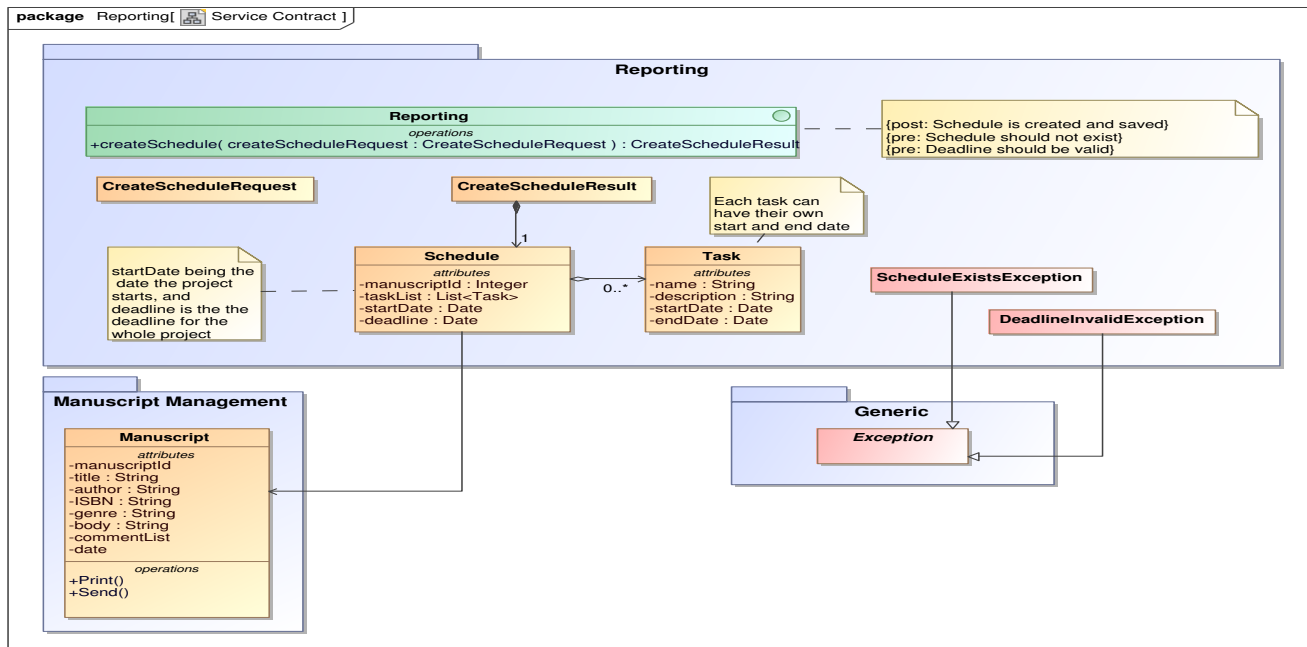 package Reporting[ Service Contract ]
Reporting
Reporting
operations
+createSchedule( createScheduleRequest : CreateScheduleRequest ) : CreateScheduleResult
{post: Schedule is created and saved}
{pre: Schedule should not exist}
{pre: Deadline should be valid}
CreateScheduleRequest
CreateScheduleResult
Each task can
have their own
start and end date
1
startDate being the
date the project
starts, and
deadline is the the
deadline for the
whole project
Schedule
attributes
-manuscriptId : Integer
-taskList : List<Task>
-startDate : Date
-deadline : Date
0..*
Task
attributes
-name : String
-description : String
-startDate : Date
-endDate : Date
ScheduleExistsException
DeadlineInvalidException
Manuscript Management
Manuscript
attributes
-manuscriptId
-title : String
-author : String
-ISBN : String
-genre : String
-body : String
-commentList
-date
operations
+Print()
+Send()
Generic
Exception